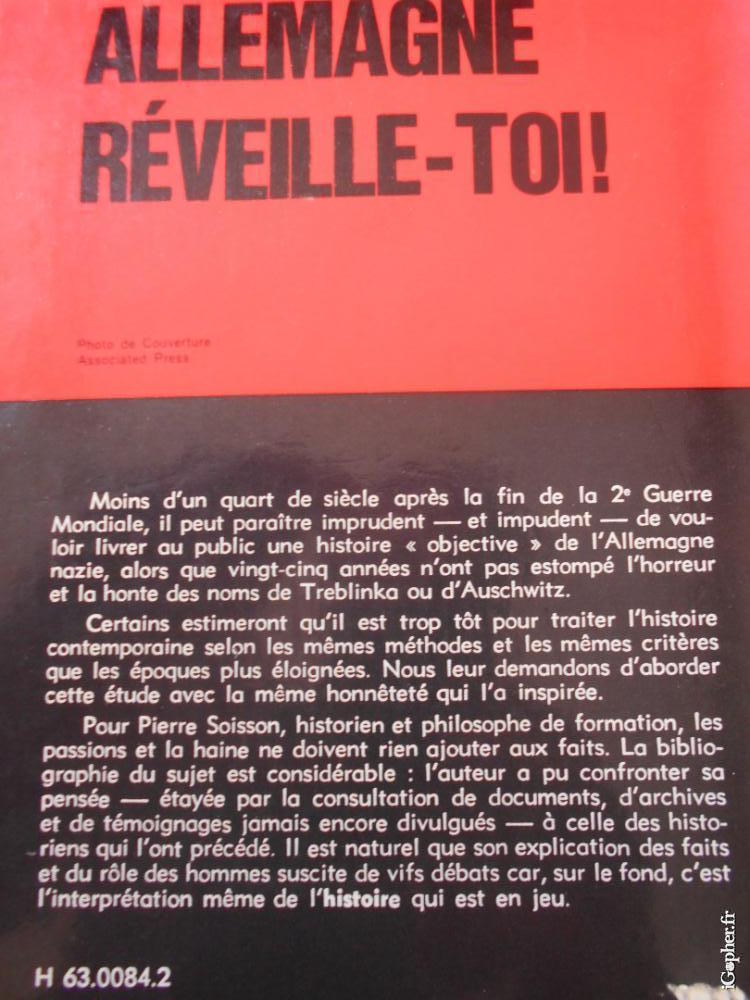 ALLEMAGNE
RÉVEILLE-TOI!
Photo de Couverture
Associated Press
Moins d'un quart de siècle après la fin de la 2e Guerre
Mondiale, il peut paraître imprudent — et impudent — de vou-
loir livrer au public une histoire « objective » de l'Allemagne
nazie, alors que vingt-cinq années n'ont pas estompé l'horreur
et la honte des noms de Treblinka ou d'Auschwitz.
Certains estimeront qu'il est trop tôt pour traiter l'histoire
contemporaine selon les mêmes méthodes et les mêmes critères
que les époques plus éloignées. Nous leur demandons d'aborder
cette étude avec la même honnêteté qui l'a inspirée.
Pour Pierre Soisson, historien et philosophe de formation, les
passions et la haine ne doivent rien ajouter aux faits. La biblio-
graphie du sujet est considérable : l'auteur a pu confronter sa
pensée — étayée par la consultation de documents, d'archives
et de témoignages jamais encore divulgués — à celle des histo-
riens qui l'ont précédé. Il est naturel que son explication des faits
et du rôle des hommes suscite de vifs débats car, sur le fond, c'est
l'interprétation même de l'histoire qui est en jeu.
H 63.0084.2
iGopher.fr